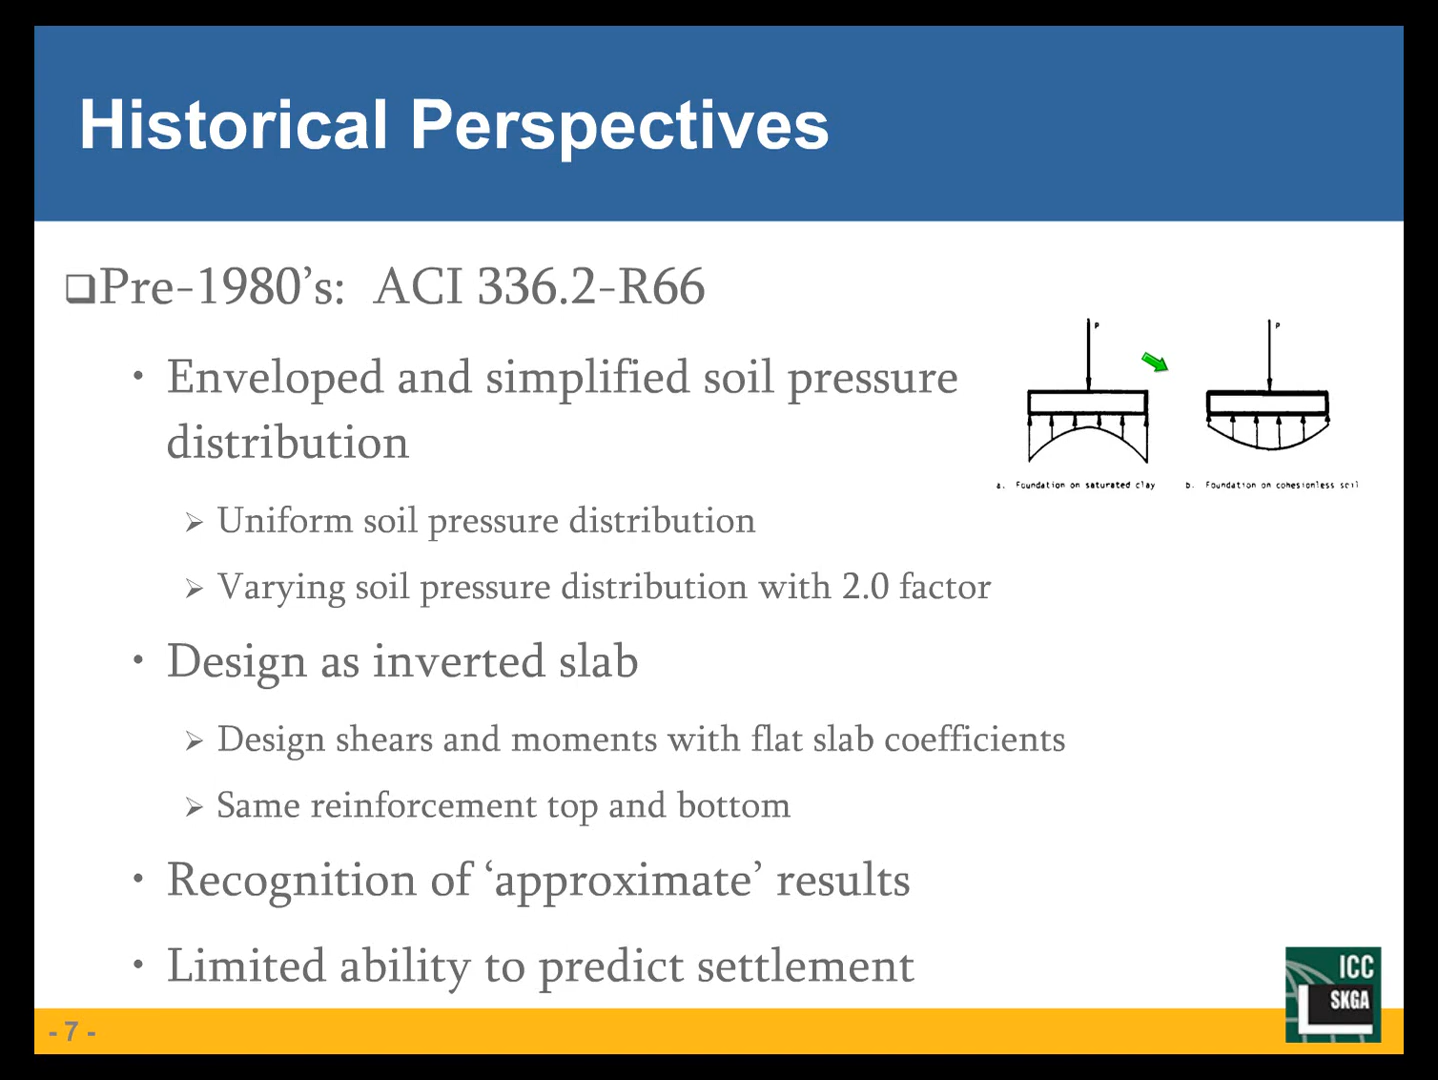 Historical Perspectives
❑Pre-1980’s: ACI 336.2-R66
• Enveloped and simplified soil pressure
distribution
➢ Uniform soil pressure distribution
➢ Varying soil pressure distribution with 2.0 factor
• Design as inverted slab
➢ Design shears and moments with flat slab coefficients
➢ Same reinforcement top and bottom
• Recognition of ‘approximate’ results
• Limited ability to predict settlement
P
P
a. Foundation on saturated clay
b. Foundation on cohesionless soil
ICC
SKGA
- 7 -